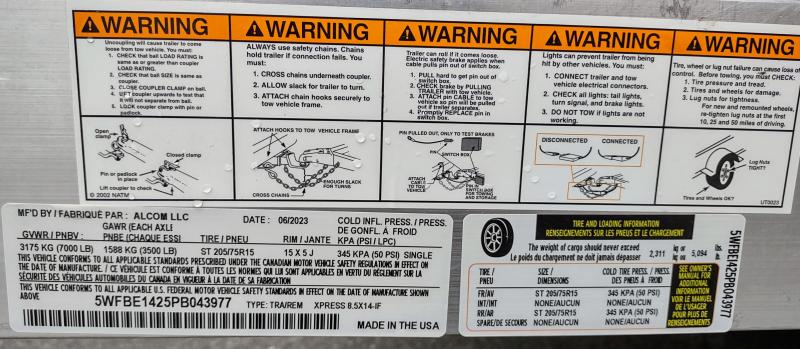 WARNING
Uncoupling will cause trailer to come
loose from tow vehicle. You must:
1. CHECK that ball LOAD RATING is
same as or greater than coupler
LOAD RATING.
2. CHECK that ball SIZE is same as
coupler.
3. CLOSE COUPLER CLAMP on ball.
4. LIFT coupler upwards to test that
it will not separate from ball.
5. LOCK coupler clamp with pin or
padlock.
Open
clamp
Closed clamp
Pin or padlock in
place
Lift coupler to check
© 2002 NATM
WARNING
ALWAYS use safety chains. Chains
hold trailer if connection fails. You
must:
1. CROSS chains underneath coupler.
2. ALLOW slack for trailer to turn.
3. ATTACH chain hooks securely to
tow vehicle frame.
ATTACH HOOKS TO TOW VEHICLE FRAME
ENOUGH SLACK
FOR TURNS
CROSS CHAINS
WARNING
Trailer can roll if it comes loose.
Electric safety brake applies when
cable pulls pin out of switch box.
1. PULL hard to get pin out of
switch box.
2. CHECK brake by PULLING
TRAILER with tow vehicle.
3. ATTACH pin CABLE to tow
vehicle so pin will be pulled
out if trailer separates.
4. Promptly REPLACE pin in
switch box.
PIN PULLED OUT, ONLY TO TEST BRAKES
PIN
SWITCH BOX
ATTACH
CABLE
TO TOW
VEHICLE
PIN IN
SWITCH BOX
FOR TOWING
AND STORAGE
WARNING
Lights can prevent trailer from being
hit by other vehicles. You must:
1. CONNECT trailer and tow
vehicle electrical connectors.
2. CHECK all lights: tail lights,
turn signal, and brake lights.
3. DO NOT TOW if lights are not
working.
DISCONNECTED
CONNECTED
WARNING
Tire, wheel or lug nut failure can cause loss of
control. Before towing, you must CHECK:
1. Tire pressure and tread.
2. Tires and wheels for damage.
3. Lug nuts for tightness.
For new and remounted wheels,
re-tighten lug nuts at the first
10, 25 and 50 miles of driving.
Lug Nuts
TIGHT?
Tires and Wheels OK?
UT0023
MF'D BY / FABRIQUÉ PAR : ALCOM LLC
DATE : 06/2023
COLD INFL. PRESS. / PRESS.
DE GONFL. À FROID
KPA (PSI / LPC)
GVWR / PNBV :
GAWR (EACH AXLE)
PNBE (CHAQUE ESSI
TIRE / PNEU
RIM / JANTE
3175 KG (7000 LB)
1588 KG (3500 LB)
ST 205/75R15
15 X 5 J
345 KPA (50 PSI) SINGLE
THIS VEHICLE CONFORMS TO ALL APPLICABLE STANDARDS PRESCRIBED UNDER THE CANADIAN MOTOR VEHICLE SAFETY REGULATIONS IN EFFECT ON
THE DATE OF MANUFACTURE. / CE VÉHICULE EST CONFORME À TOUTES LES NORMES QUI LUI SONT APPLICABLES EN VERTU DU RÈGLEMENT SUR LA
SÉCURITÉ DES VÉHICULES AUTOMOBILES DU CANADA EN VIGUEUR À LA DATE DE SA FABRICATION
THIS VEHICLE CONFORMS TO ALL APPLICABLE U.S. FEDERAL MOTOR VEHICLE SAFETY STANDARDS IN EFFECT ON THE DATE OF MANUFACTURE SHOWN
ABOVE
5WFBE1425PB043977
TYPE: TRA/REM
XPRESS 8.5X14-IF
MADE IN THE USA
TIRE AND LOADING INFORMATION
RENSEIGNEMENTS SUR LES PNEUS ET LE CHARGEMENT
The weight of cargo should never exceed
Le poids du chargement ne doit jamais dépasser
2,311
kg or
kg ou
5,094
lbs.
lb.
TIRE /
PNEU
SIZE /
DIMENSIONS
COLD TIRE PRESS. / PRESS.
DES PNEUS À FROID
FR/AV
ST 205/75R15
345 KPA (50 PSI)
INT
NONE/AUCUN
NONE/AUCUN
RR/AR
ST 205/75R15
345 KPA (50 PSI)
SPARE/DE SECOURS
NONE/AUCUN
NONE/AUCUN
SEE OWNER'S
MANUAL FOR
ADDITIONAL
INFORMATION
VOIR LE MANUEL
DE L'USAGER
POUR PLUS DE
RENSEIGNEMENTS
5WFBE1425PB043977